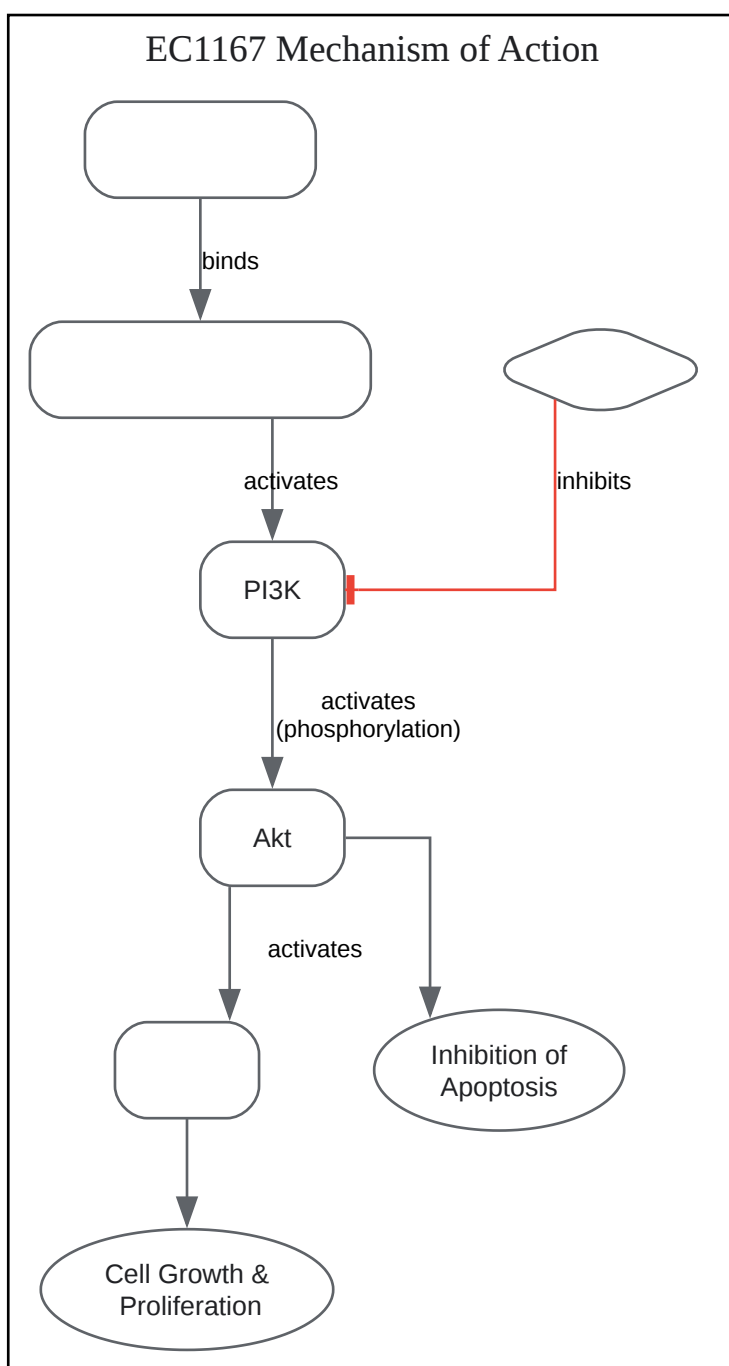 EC1167 Mechanism of Action
binds
activates
inhibits
PI3K
activates
(phosphorylation)
Akt
activates
Inhibition of
Apoptosis
Cell Growth &
Proliferation